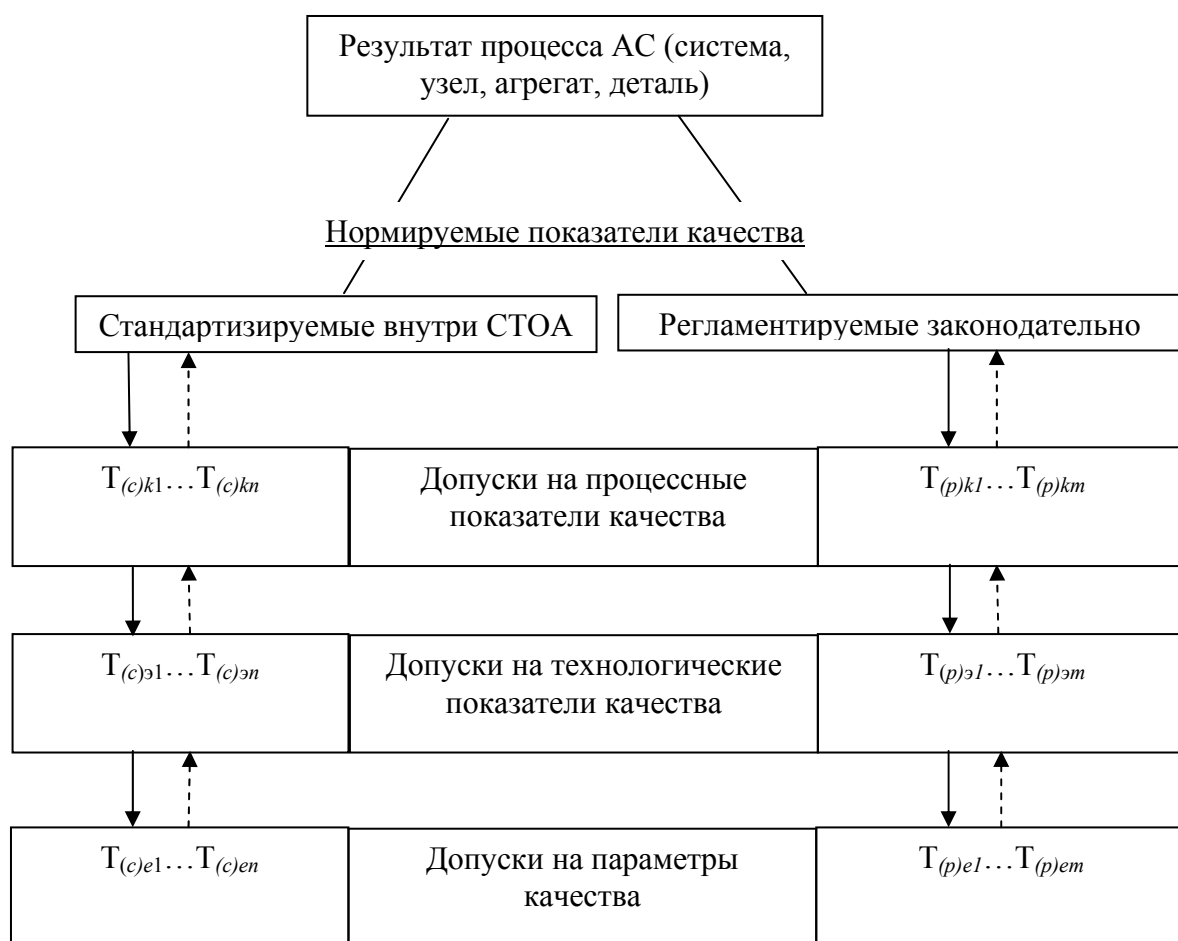 Результат процесса АС (система,
узел, агрегат, деталь)
Нормируемые показатели качества
Стандартизируемые внутри СТОА
Регламентируемые законодательно
T(c)k1…T(c)kn
Допуски на процессные
показатели качества
T(p)k1…T(p)km
T(c)э1…T(c)эn
Допуски на технологические
показатели качества
T(p)э1…T(p)эm
T(c)e1…T(c)en
Допуски на параметры
качества
T(p)e1…T(p)em